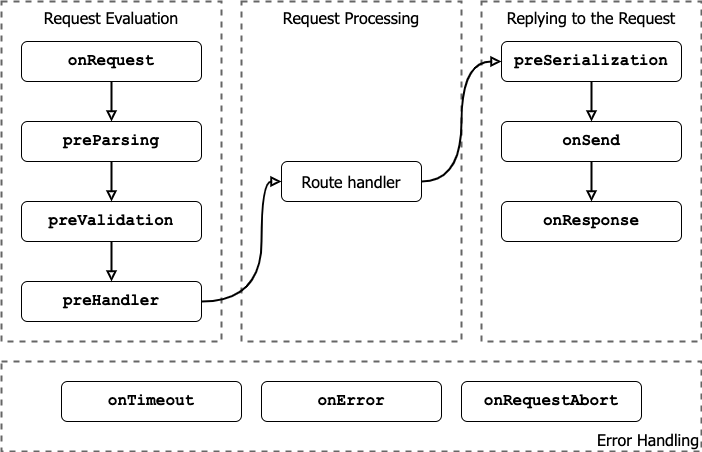 Request Evaluation
onRequest
preParsing
preValidation
preHandler
Request Processing
Route handler
Replying to the Request
preSerialization
onSend
onResponse
onTimeout
onError
onRequestAbort
Error Handling